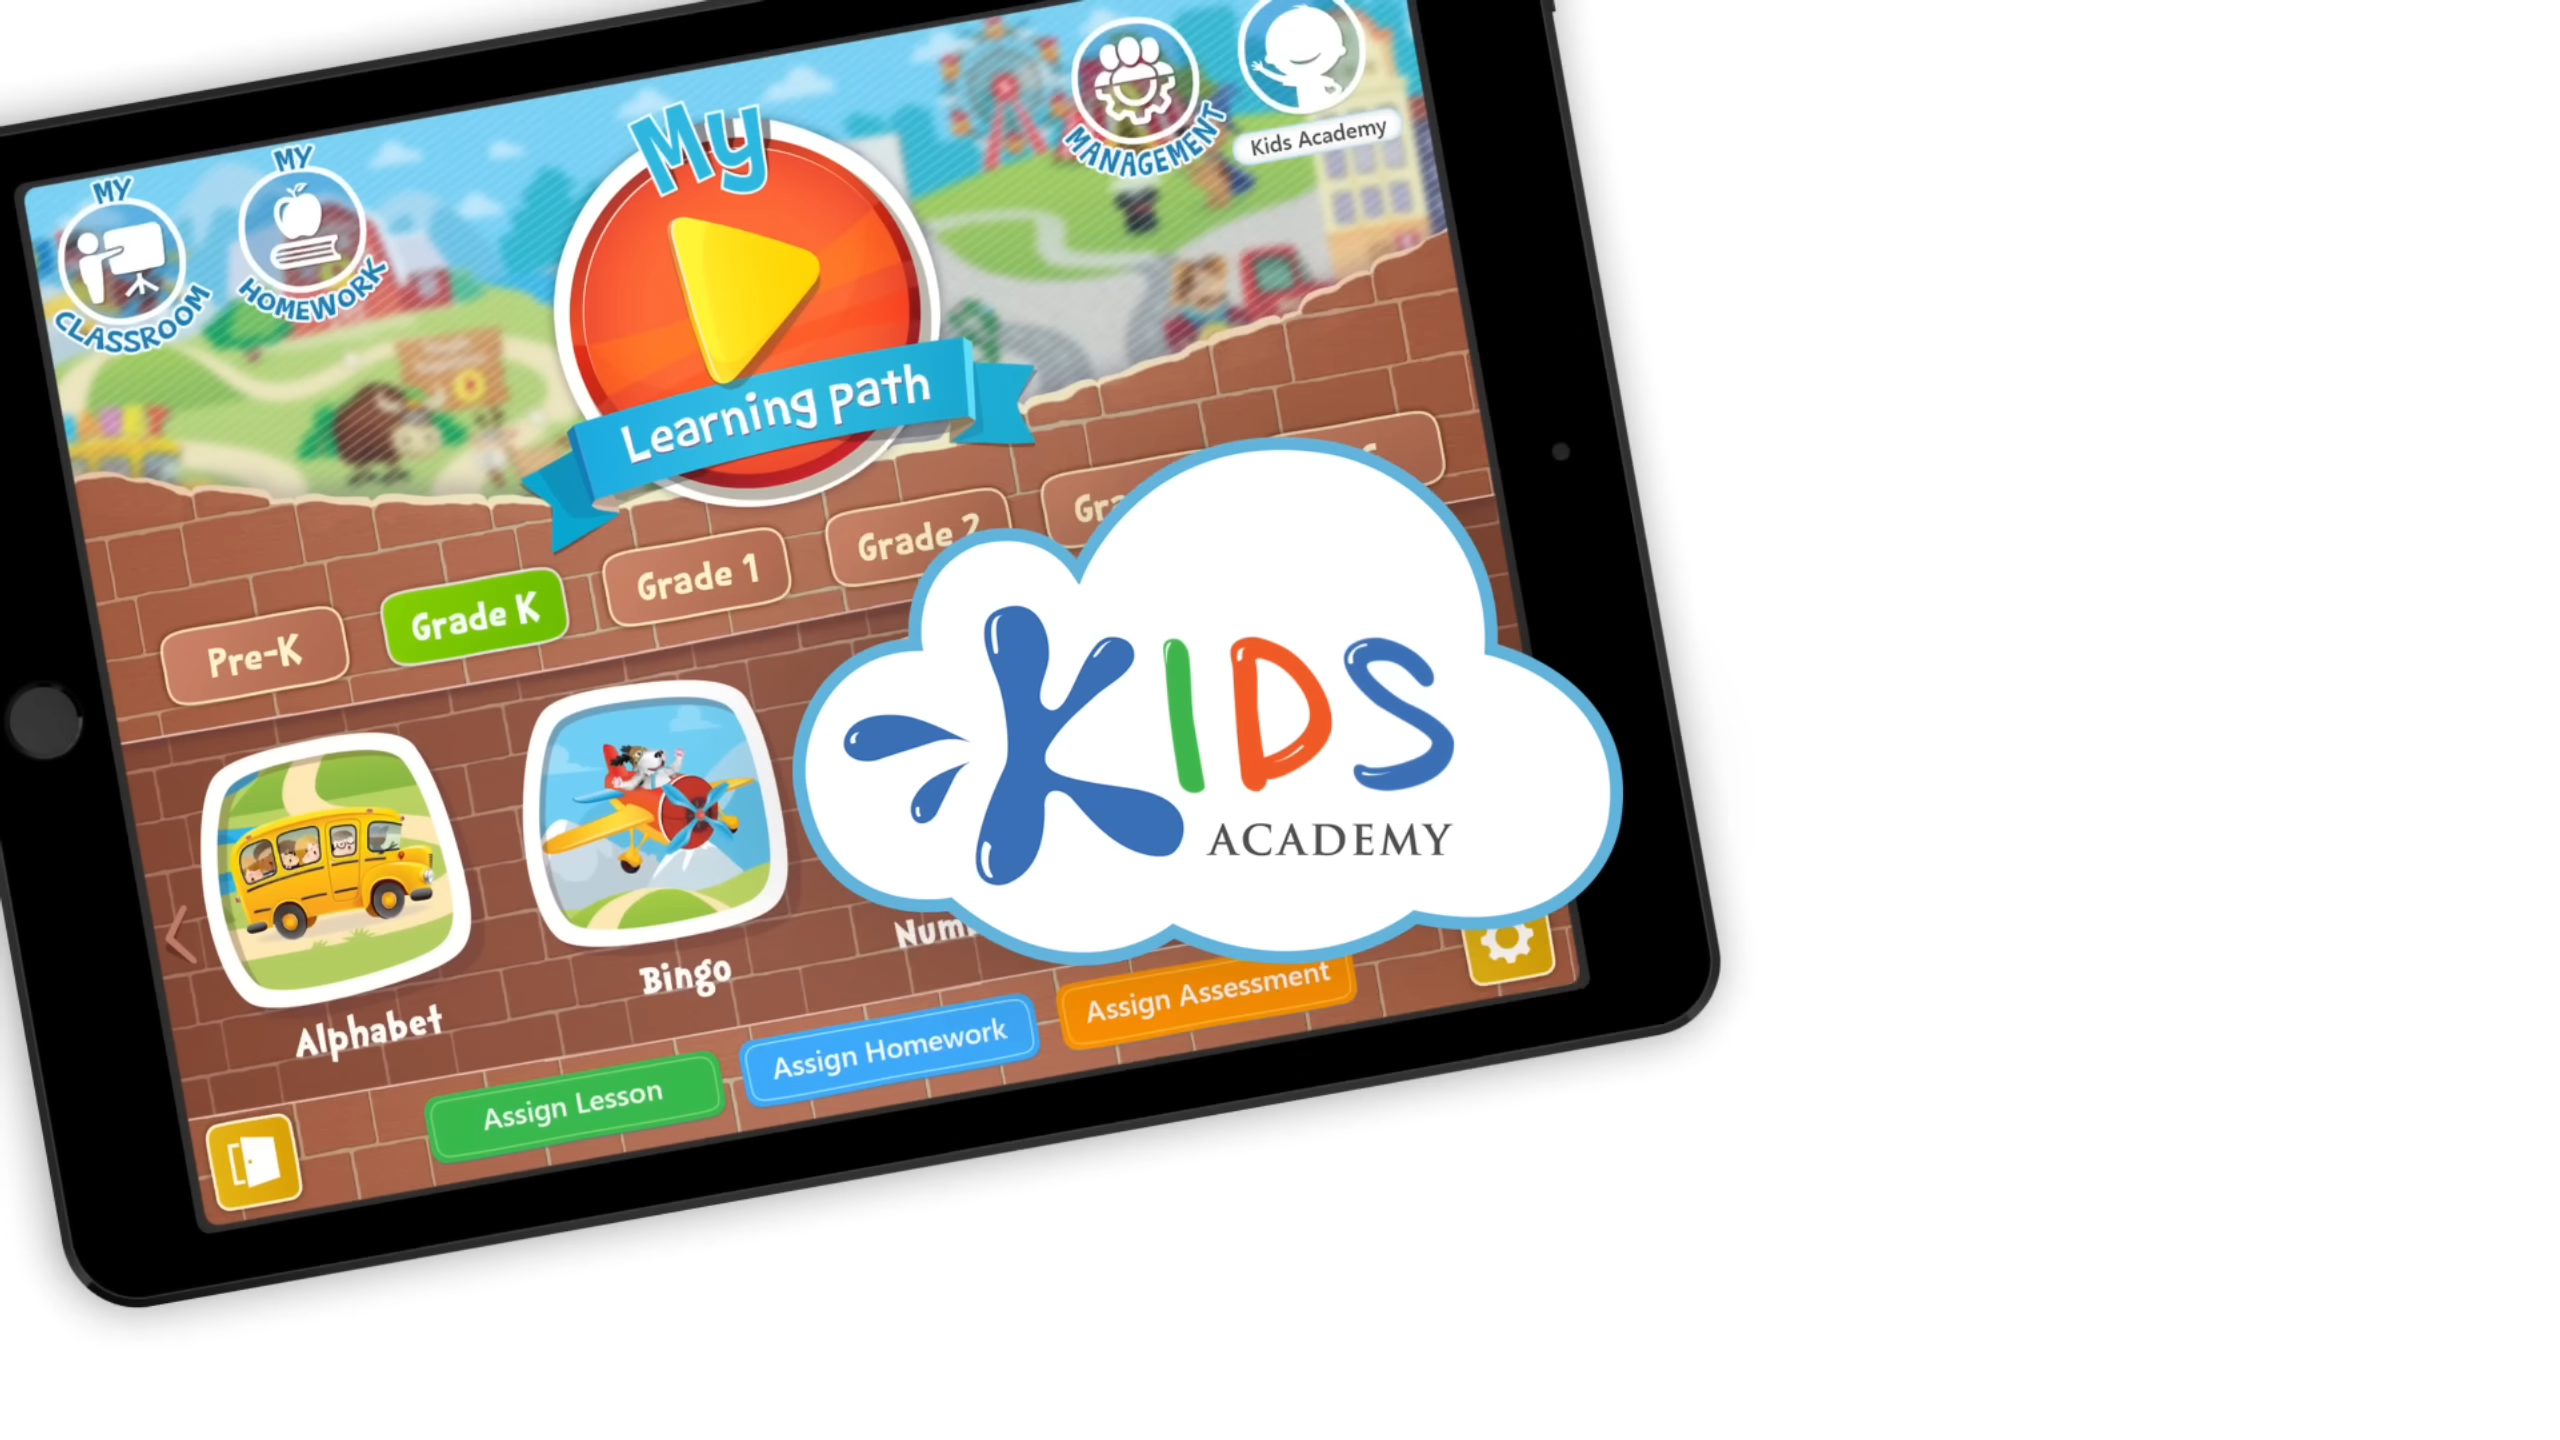 MY
CLASSROOM
MY
HOMEWORK
My
Learning path
MANAGEMENT
Kids Academy
Pre-K
Grade K
Grade 1
Grade 2
Alphabet
Bingo
KIDS
ACADEMY
Assign Lesson
Assign Homework
Assign Assessment